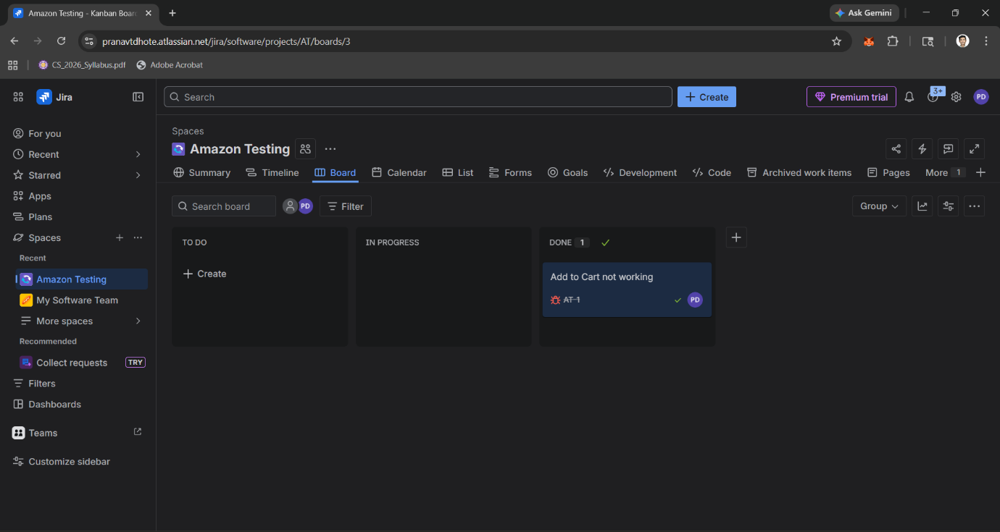 Amazon Testing - Kanban Boar
Ask Gemini
pranavtdhote.atlassian.net/jira/software/projects/AT/boards/3
CS_2026_Syllabus.pdf Adobe Acrobat
Jira Search Create Premium trial 3+ PD
For you
Recent
Starred
Apps
Plans
Spaces
Recent
Amazon Testing
My Software Team
More spaces
Recommended
Collect requests TRY
Filters
Dashboards
Teams
Customize sidebar
Spaces
Amazon Testing
Summary Timeline Board Calendar List Forms Goals Development Code Archived work items Pages More 1
Search board PD Filter Group
TO DO
Create
IN PROGRESS
DONE 1
Add to Cart not working
AT-1 PD